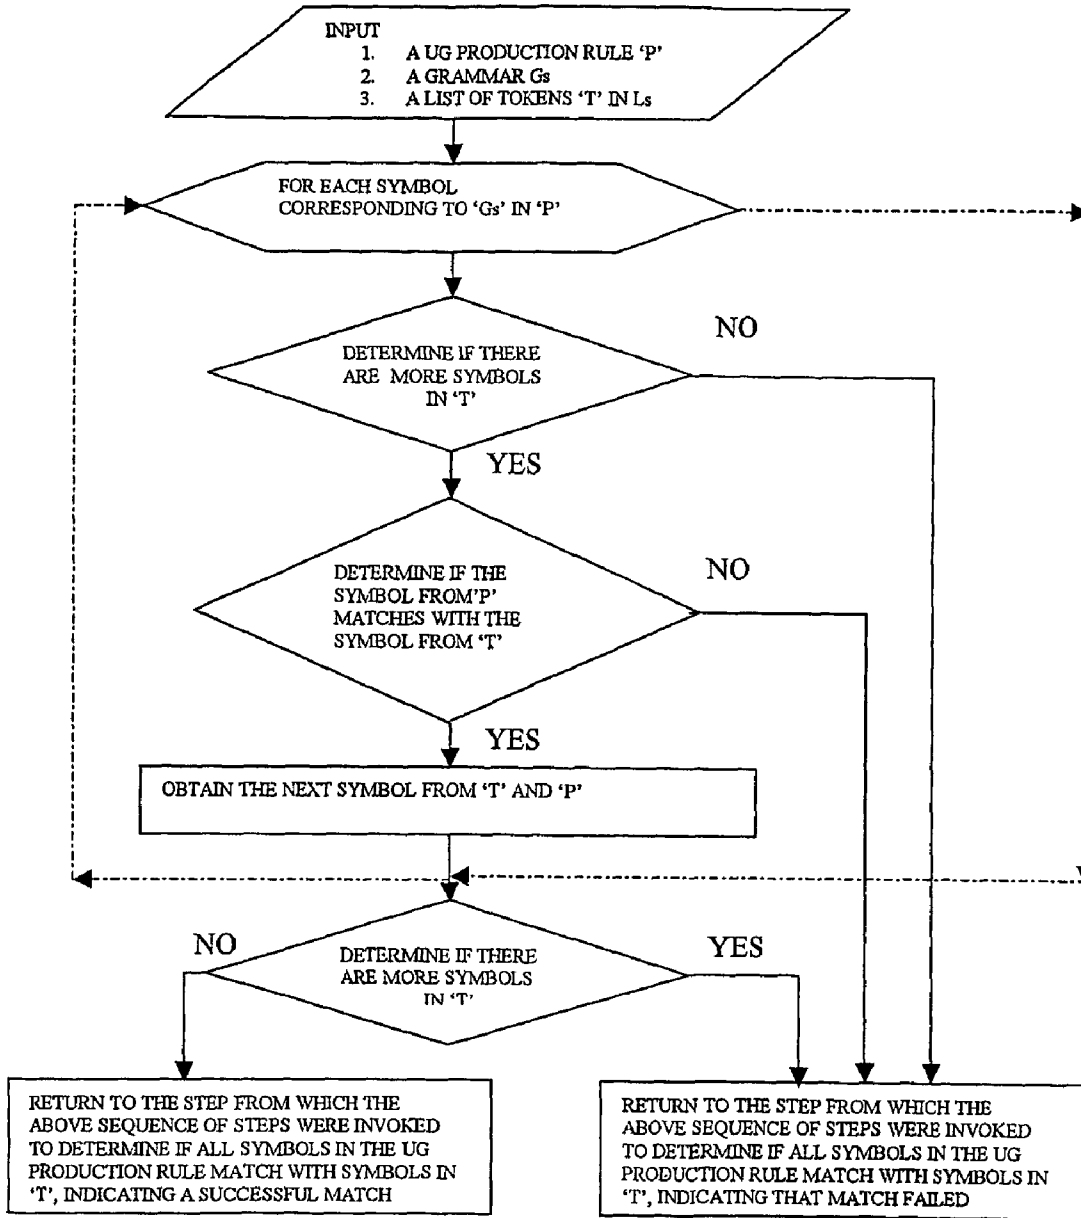 INPUT
1. A UG PRODUCTION RULE ‘P’
2. A GRAMMAR Gs
3. A LIST OF TOKENS ‘T’ IN Ls
FOR EACH SYMBOL
CORRESPONDING TO ‘Gs’ IN ‘P’
NO
DETERMINE IF THERE
ARE MORE SYMBOLS
IN ‘T’
YES
NO
DETERMINE IF THE
SYMBOL FROM’P’
MATCHES WITH THE
SYMBOL FROM ‘T’
YES
OBTAIN THE NEXT SYMBOL FROM ‘T’ AND ‘P’
NO
YES
DETERMINE IF THERE
ARE MORE SYMBOLS
IN ‘T’
RETURN TO THE STEP FROM WHICH THE
ABOVE SEQUENCE OF STEPS WERE INVOKED
TO DETERMINE IF ALL SYMBOLS IN THE UG
PRODUCTION RULE MATCH WITH SYMBOLS IN
‘T’, INDICATING A SUCCESSFUL MATCH
RETURN TO THE STEP FROM WHICH THE
ABOVE SEQUENCE OF STEPS WERE INVOKED
TO DETERMINE IF ALL SYMBOLS IN THE UG
PRODUCTION RULE MATCH WITH SYMBOLS IN
‘T’, INDICATING THAT MATCH FAILED